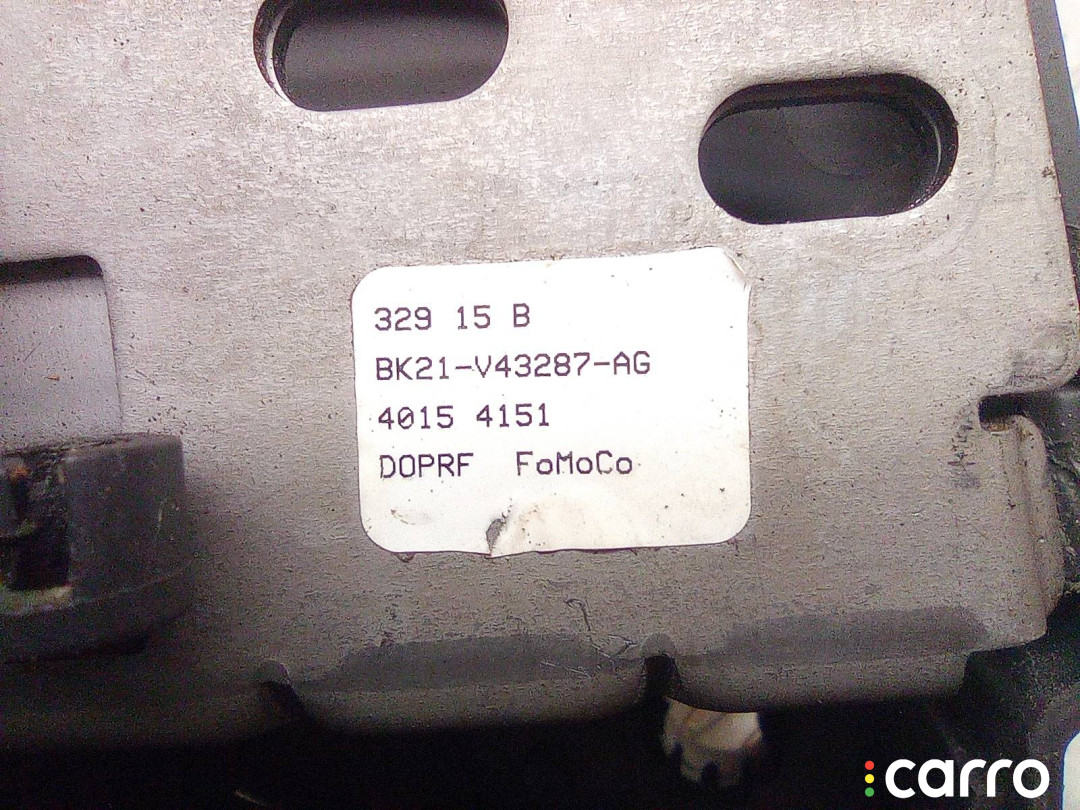 329 15 B
BK21-V43287-AG
4015 4151
DOPRF FoMoCo
carro